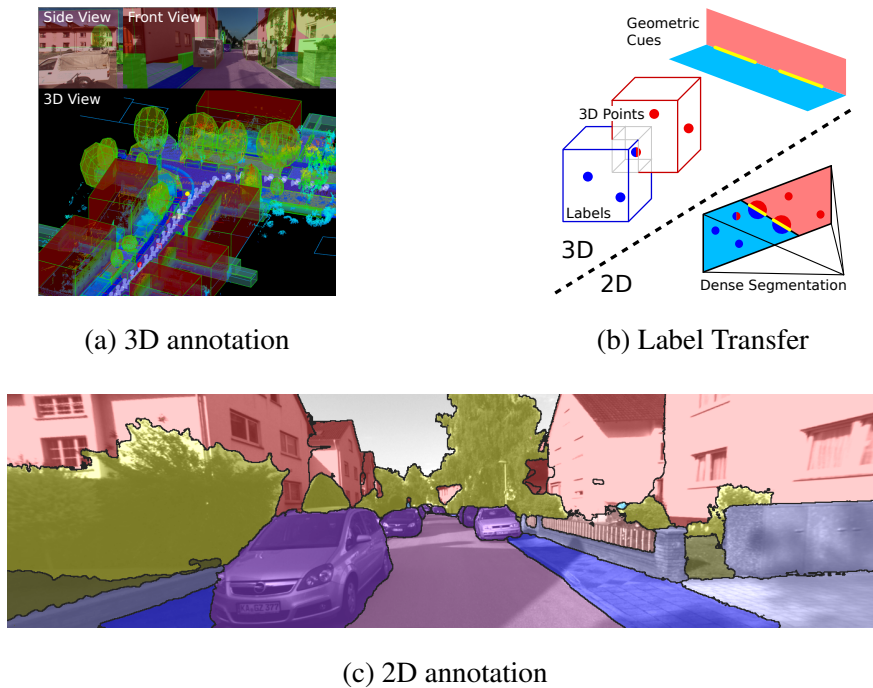 Side View
Front View
3D View
Geometric
Cues
3D Points
Labels
3D
2D
Dense Segmentation
(a) 3D annotation
(b) Label Transfer
(c) 2D annotation